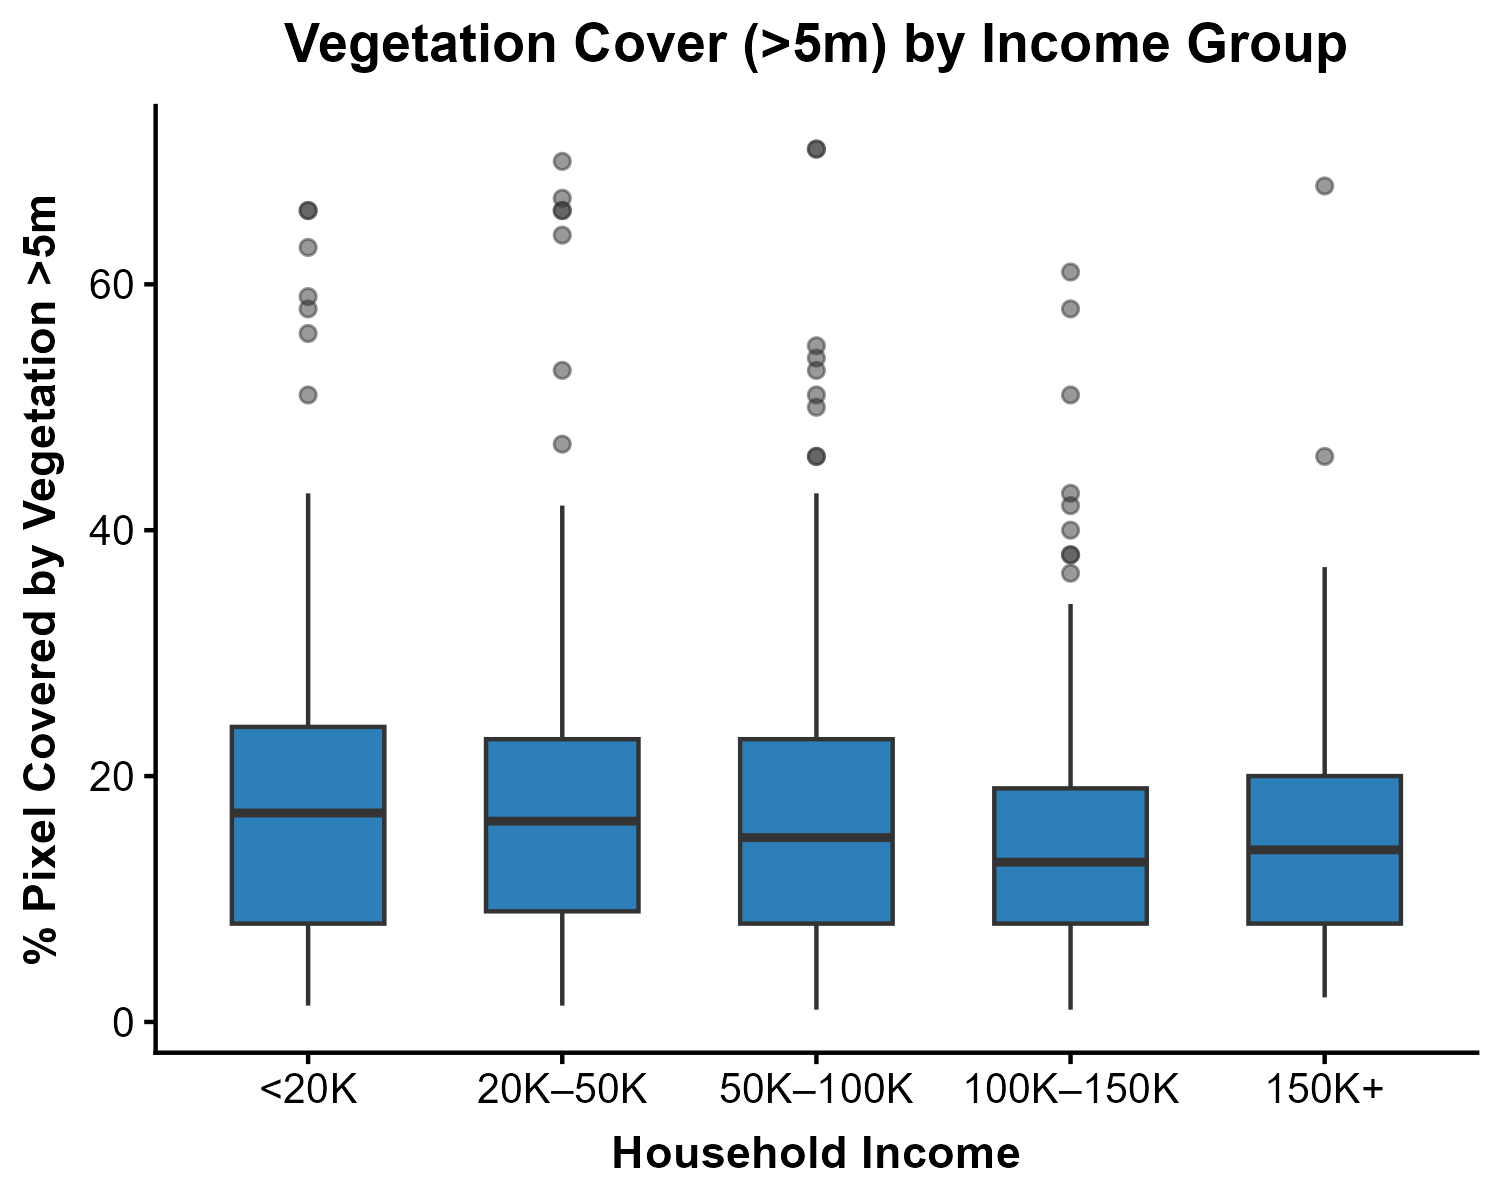 Vegetation Cover (>5m) by Income Group
% Pixel Covered by Vegetation >5m
60
40
20
0
<20K
20K–50K
50K–100K
100K–150K
150K+
Household Income